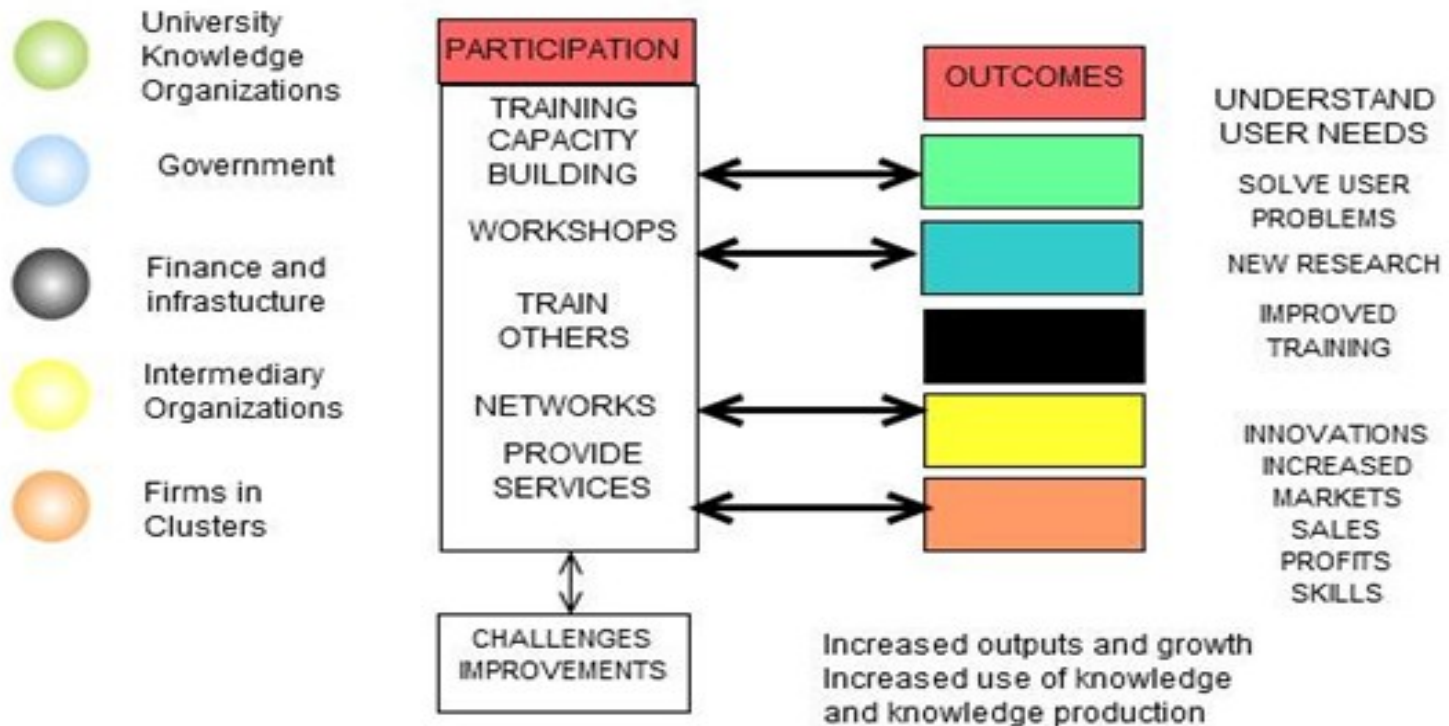 University
Knowledge
Organizations
Government
Finance and
infrastucture
Intermediary
Organizations
Firms in
Clusters
PARTICIPATION
TRAINING
CAPACITY
BUILDING
WORKSHOPS
TRAIN
OTHERS
NETWORKS
PROVIDE
SERVICES
CHALLENGES
IMPROVEMENTS
OUTCOMES
UNDERSTAND
USER NEEDS
SOLVE USER
PROBLEMS
NEW RESEARCH
IMPROVED
TRAINING
INNOVATIONS
INCREASED
MARKETS
SALES
PROFITS
SKILLS
Increased outputs and growth
Increased use of knowledge
and knowledge production